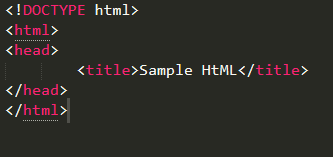 <!DOCTYPE html>
<html>
<head>
<title>Sample HtML</title>
</head>
</html>